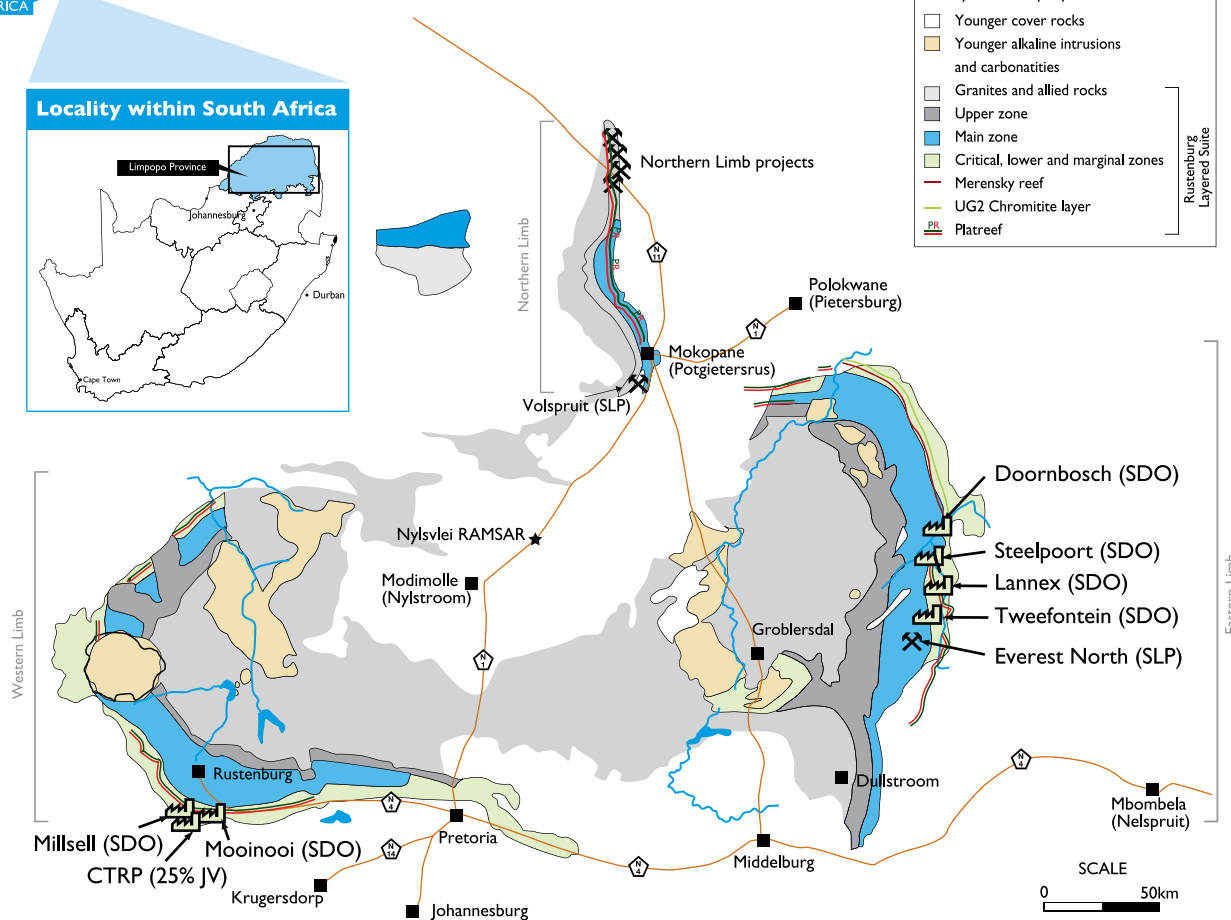 RICA
Younger cover rocks
Younger alkaline intrusions
and carbonatities
Granites and allied rocks
Upper zone
Main zone
Critical, lower and marginal zones
Merensky reef
UG2 Chromitite layer
PR
Platreef
Rustenburg
Layered Suite
Locality within South Africa
Limpopo Province
Johannesburg
Durban
Cape Town
Northern Limb
Northern Limb projects
PR
PR
PR
N
11
Polokwane
(Pietersburg)
N
1
Mokopane
(Potgietersrus)
Volspruit (SLP)
Western Limb
Eastern Limb
Doornbosch (SDO)
Steelpoort (SDO)
Lannex (SDO)
Tweefontein (SDO)
Everest North (SLP)
Nylsvlei RAMSAR
Modimolle
(Nylstroom)
N
1
Groblersdal
Rustenburg
Dullstroom
N
4
Mbombela
(Nelspruit)
N
4
Millsell (SDO)
Mooinooi (SDO)
CTRP (25% JV)
Pretoria
N
14
N
4
Middelburg
Krugersdorp
Johannesburg
SCALE
0
50km